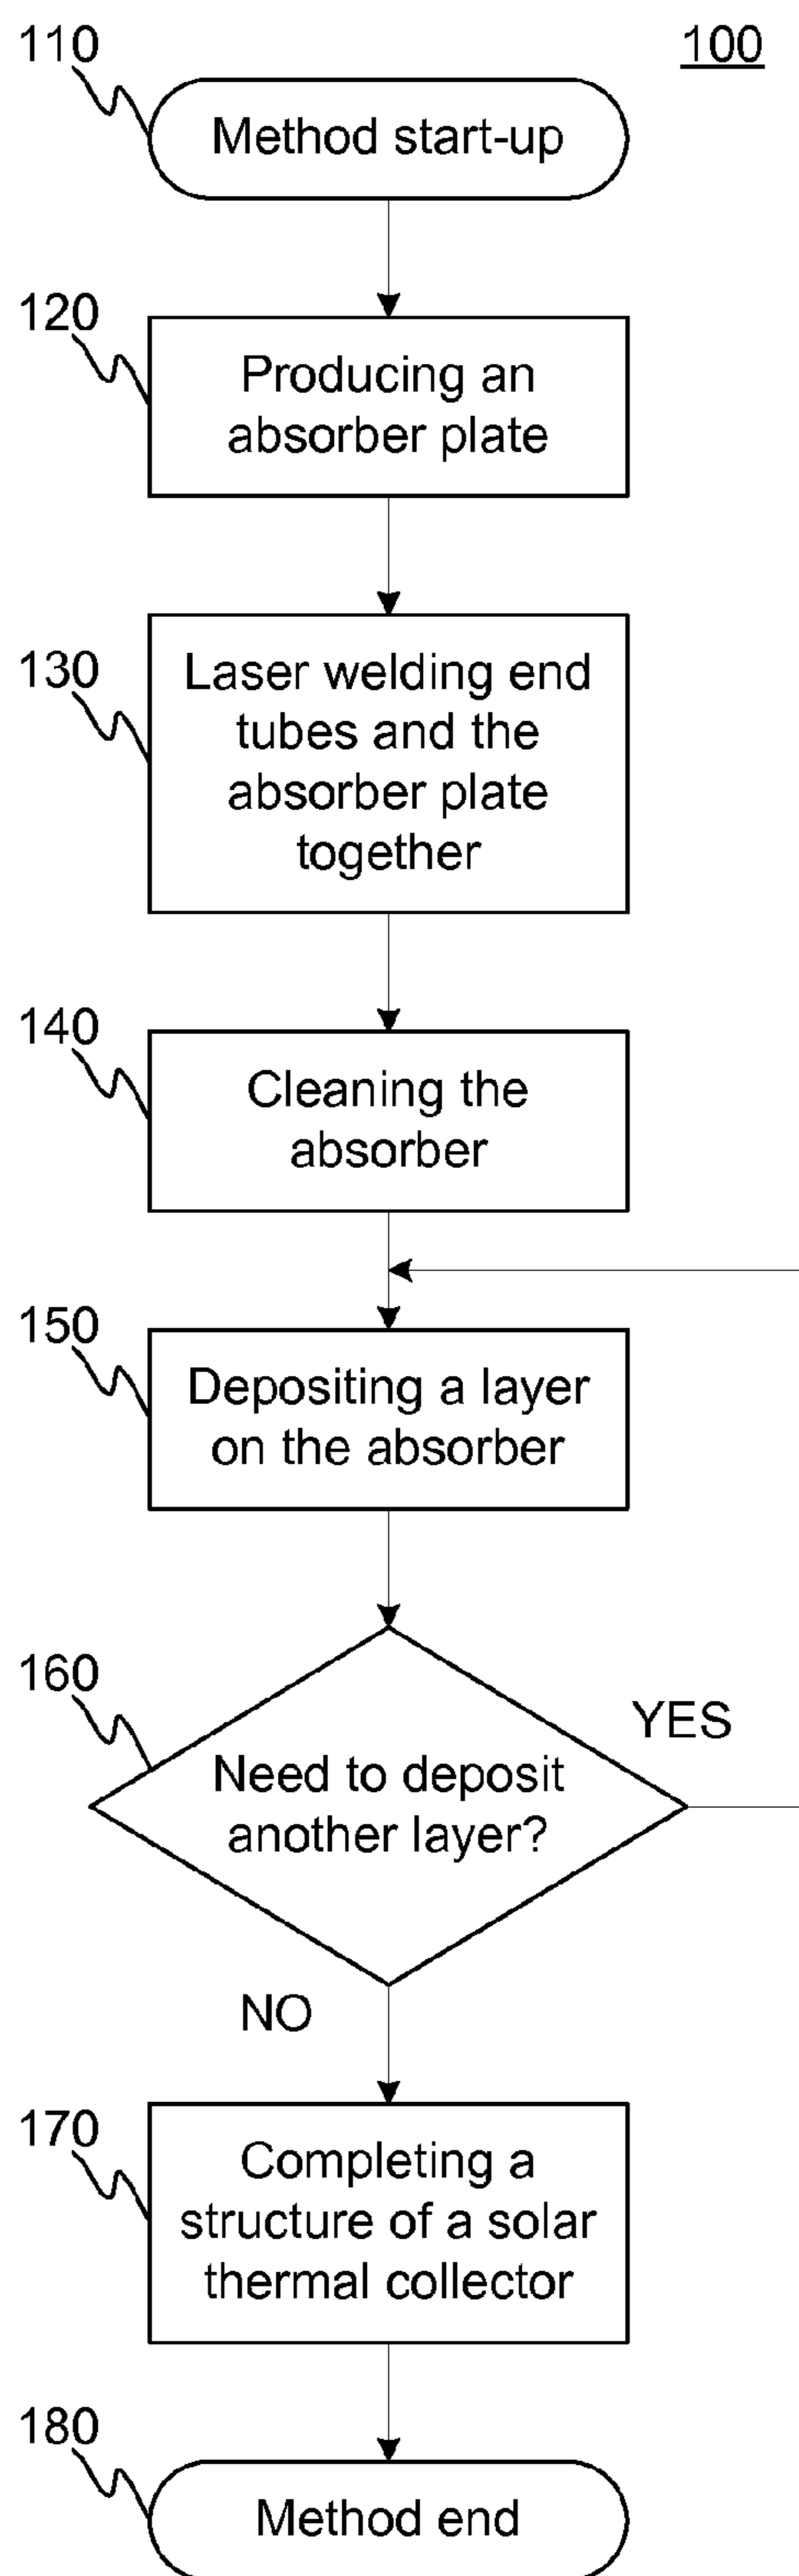 110
100
Method start-up
120
Producing an
absorber plate
130
Laser welding end
tubes and the
absorber plate
together
140
Cleaning the
absorber
150
Depositing a layer
on the absorber
160
YES
Need to deposit
another layer?
NO
170
Completing a
structure of a solar
thermal collector
180
Method end